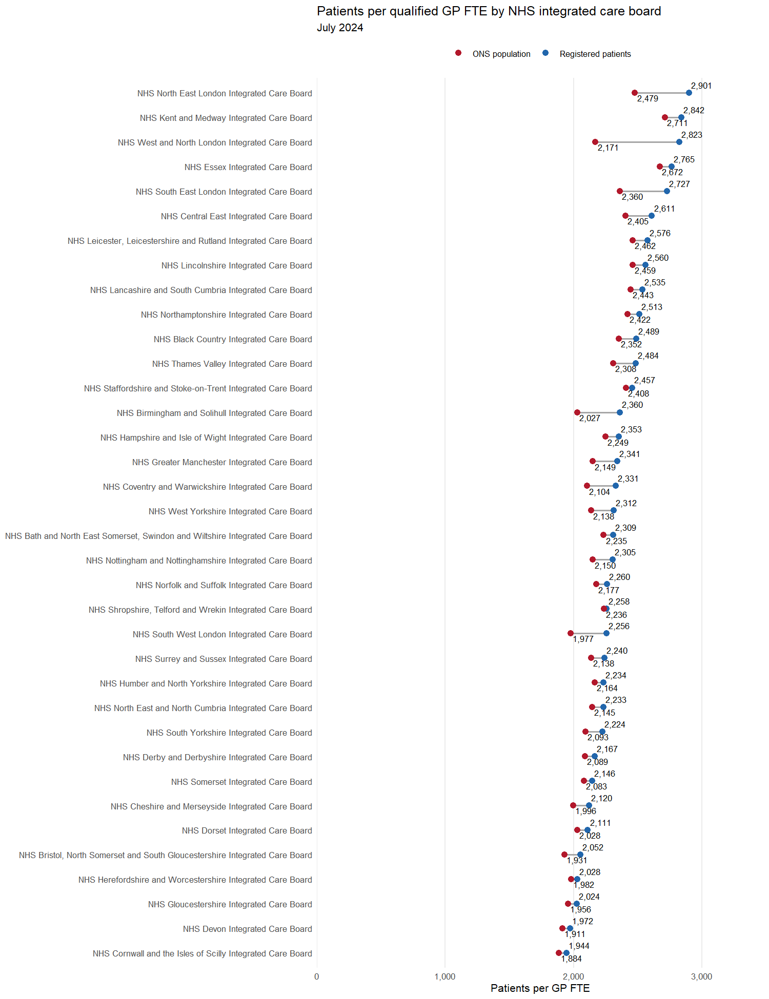 Patients per qualified GP FTE by NHS integrated care board
July 2024
ONS population
Registered patients
NHS North East London Integrated Care Board
2,901
2,479
NHS Kent and Medway Integrated Care Board
2,842
2,711
NHS West and North London Integrated Care Board
2,823
2,171
NHS Essex Integrated Care Board
2,765
2,672
NHS South East London Integrated Care Board
2,727
2,360
NHS Central East Integrated Care Board
2,611
2,405
NHS Leicester, Leicestershire and Rutland Integrated Care Board
2,576
2,462
NHS Lincolnshire Integrated Care Board
2,560
2,459
NHS Lancashire and South Cumbria Integrated Care Board
2,535
2,443
NHS Northamptonshire Integrated Care Board
2,513
2,422
NHS Black Country Integrated Care Board
2,489
2,352
NHS Thames Valley Integrated Care Board
2,484
2,308
NHS Staffordshire and Stoke-on-Trent Integrated Care Board
2,457
2,408
NHS Birmingham and Solihull Integrated Care Board
2,360
2,027
NHS Hampshire and Isle of Wight Integrated Care Board
2,353
2,249
NHS Greater Manchester Integrated Care Board
2,341
2,149
NHS Coventry and Warwickshire Integrated Care Board
2,331
2,104
NHS West Yorkshire Integrated Care Board
2,312
2,138
NHS Bath and North East Somerset, Swindon and Wiltshire Integrated Care Board
2,309
2,235
NHS Nottingham and Nottinghamshire Integrated Care Board
2,305
2,150
NHS Norfolk and Suffolk Integrated Care Board
2,260
2,177
NHS Shropshire, Telford and Wrekin Integrated Care Board
2,258
2,236
NHS South West London Integrated Care Board
2,256
1,977
NHS Surrey and Sussex Integrated Care Board
2,240
2,138
NHS Humber and North Yorkshire Integrated Care Board
2,234
2,164
NHS North East and North Cumbria Integrated Care Board
2,233
2,145
NHS South Yorkshire Integrated Care Board
2,224
2,093
NHS Derby and Derbyshire Integrated Care Board
2,167
2,089
NHS Somerset Integrated Care Board
2,146
2,083
NHS Cheshire and Merseyside Integrated Care Board
2,120
1,996
NHS Dorset Integrated Care Board
2,111
2,028
NHS Bristol, North Somerset and South Gloucestershire Integrated Care Board
2,052
1,931
NHS Herefordshire and Worcestershire Integrated Care Board
2,028
1,982
NHS Gloucestershire Integrated Care Board
2,024
1,956
NHS Devon Integrated Care Board
1,972
1,911
NHS Cornwall and the Isles of Scilly Integrated Care Board
1,944
1,884
0
1,000
2,000
3,000
Patients per GP FTE